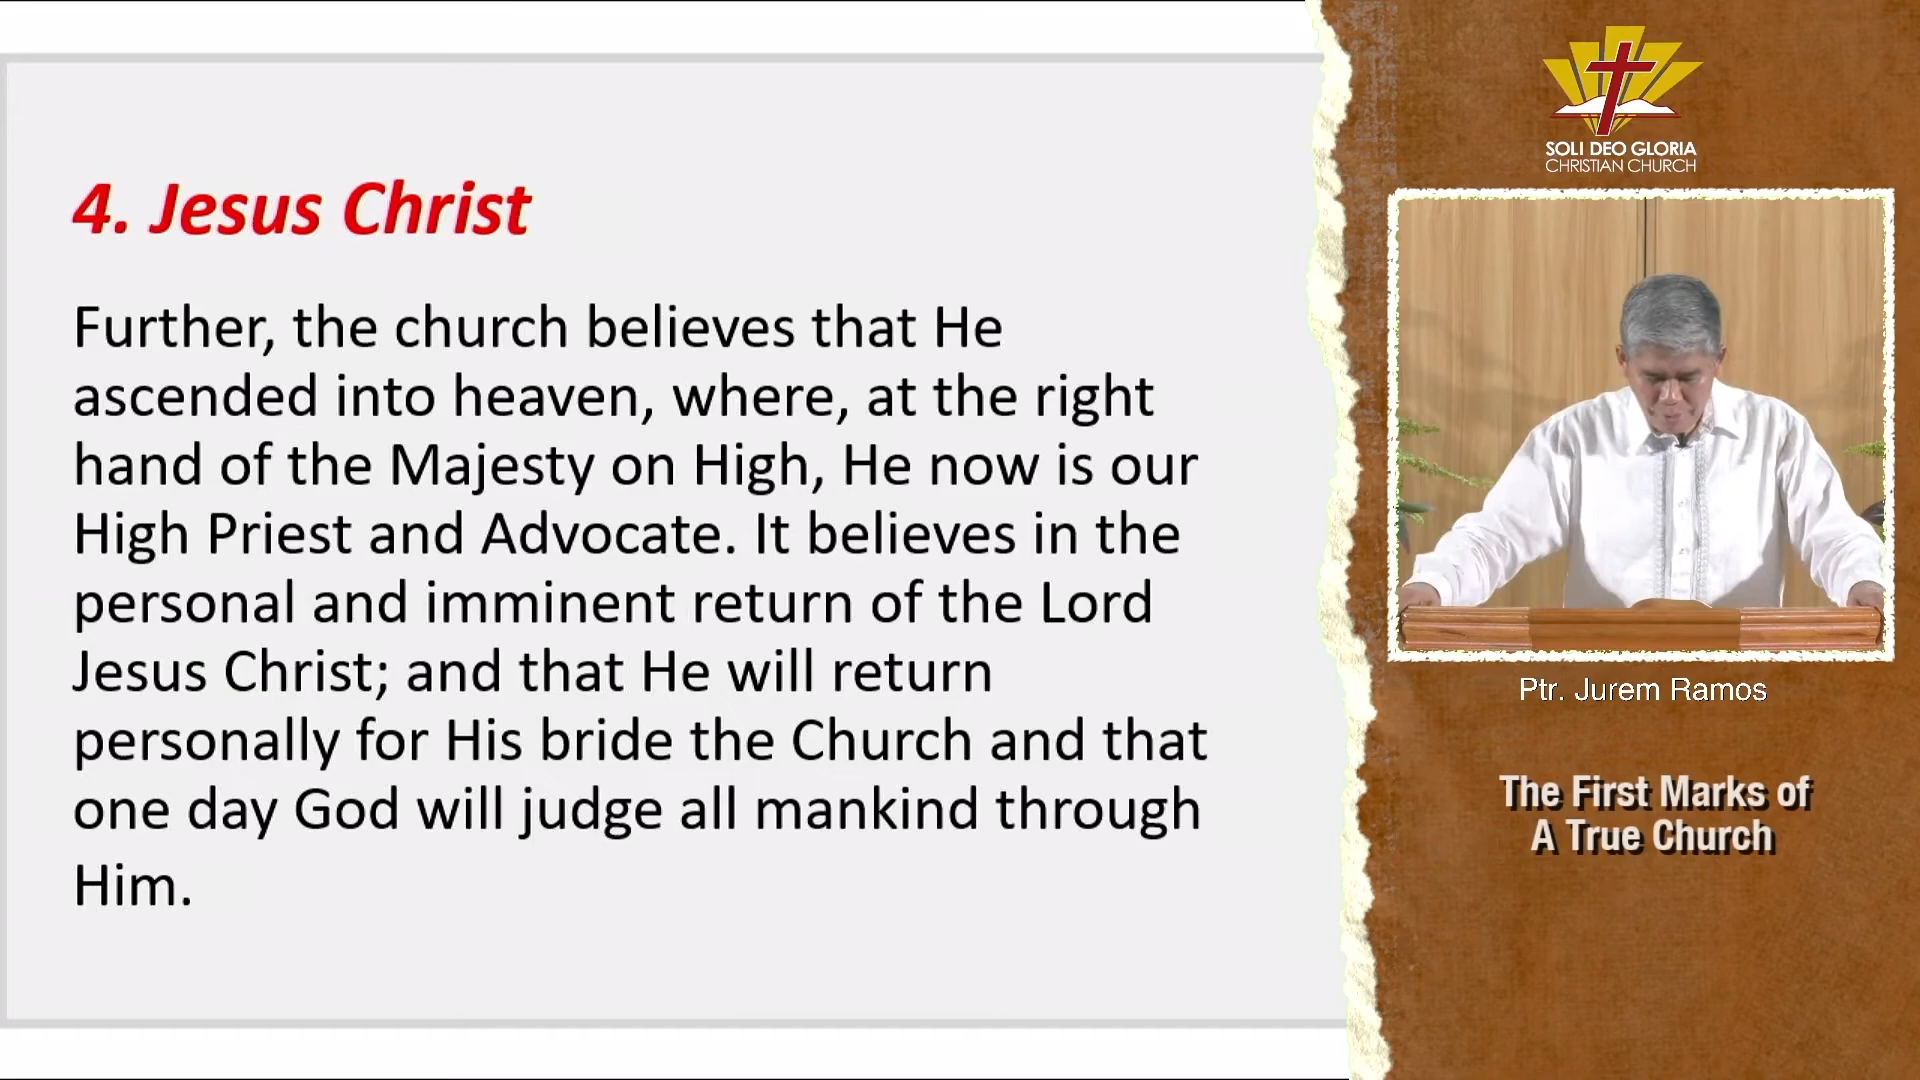 4. Jesus Christ
Further, the church believes that He
ascended into heaven, where, at the right
hand of the Majesty on High, He now is our
High Priest and Advocate. It believes in the
personal and imminent return of the Lord
Jesus Christ; and that He will return
personally for His bride the Church and that
one day God will judge all mankind through
Him.
SOLI DEO GLORIA
CHRISTIAN CHURCH
Ptr. Jurem Ramos
The First Marks of
A True Church